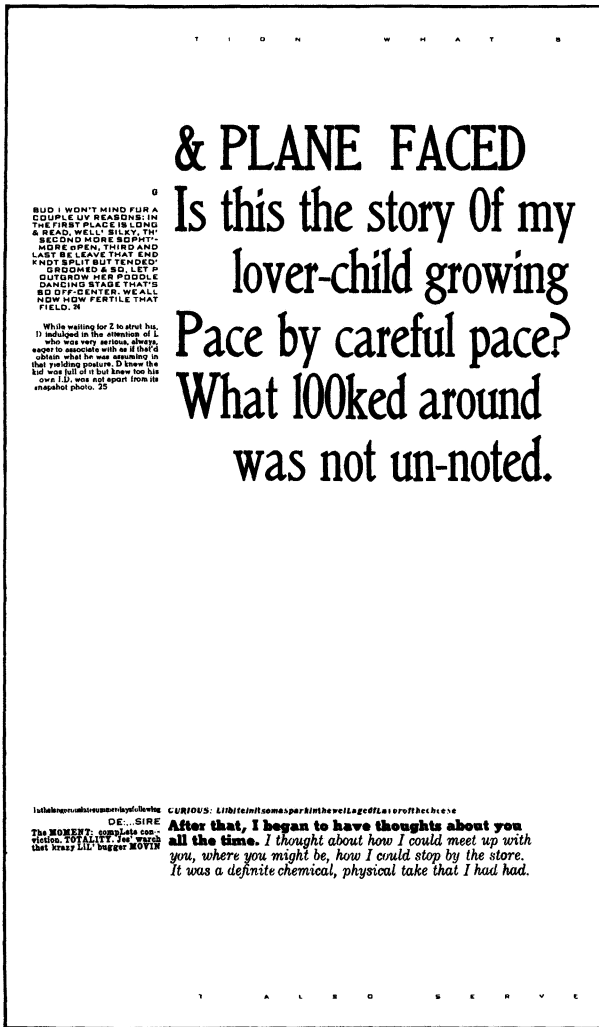 T I O N W H A T S
& PLANE FACED
Is this the story 0f my
lover-child growing
Pace by careful pace?
What l00ked around
was not un-noted.
G
BUD I WON'T MIND FUR A
COUPLE UV REASONS: IN
THE FIRST PLACE IS LONG
& READ, WELL' SILKY, TH'
SECOND MORE SOPHT'-
MORE OPEN, THIRD AND
LAST BE LEAVE THAT END
KNOT SPLIT BUT TENDED'
GROOMED & SO, LET P
OUTGROW HER POODLE
DANCING STAGE THAT'S
SO OFF-CENTER. WE ALL
NOW HOW FERTILE THAT
FIELD. 24
While waiting for Z to strut his,
D indulged in the attention of L
who was very serious, always,
eager to associate with as if that'd
obtain what he was assuming in
that yielding posture. D knew the
kid was full of it but knew too his
own I.D. was not apart from its
snapshot photo. 25
DE:...SIRE
The MOMENT: compLete con-
viction. TOTALITY. Jes' warch
thet krazy LiL' bugger MOVIN
CURIOUS:
After that, I began to have thoughts about you
all the time. I thought about how I could meet up with
you, where you might be, how I could stop by the store.
It was a definite chemical, physical take that I had had.
A L S O S E R V E